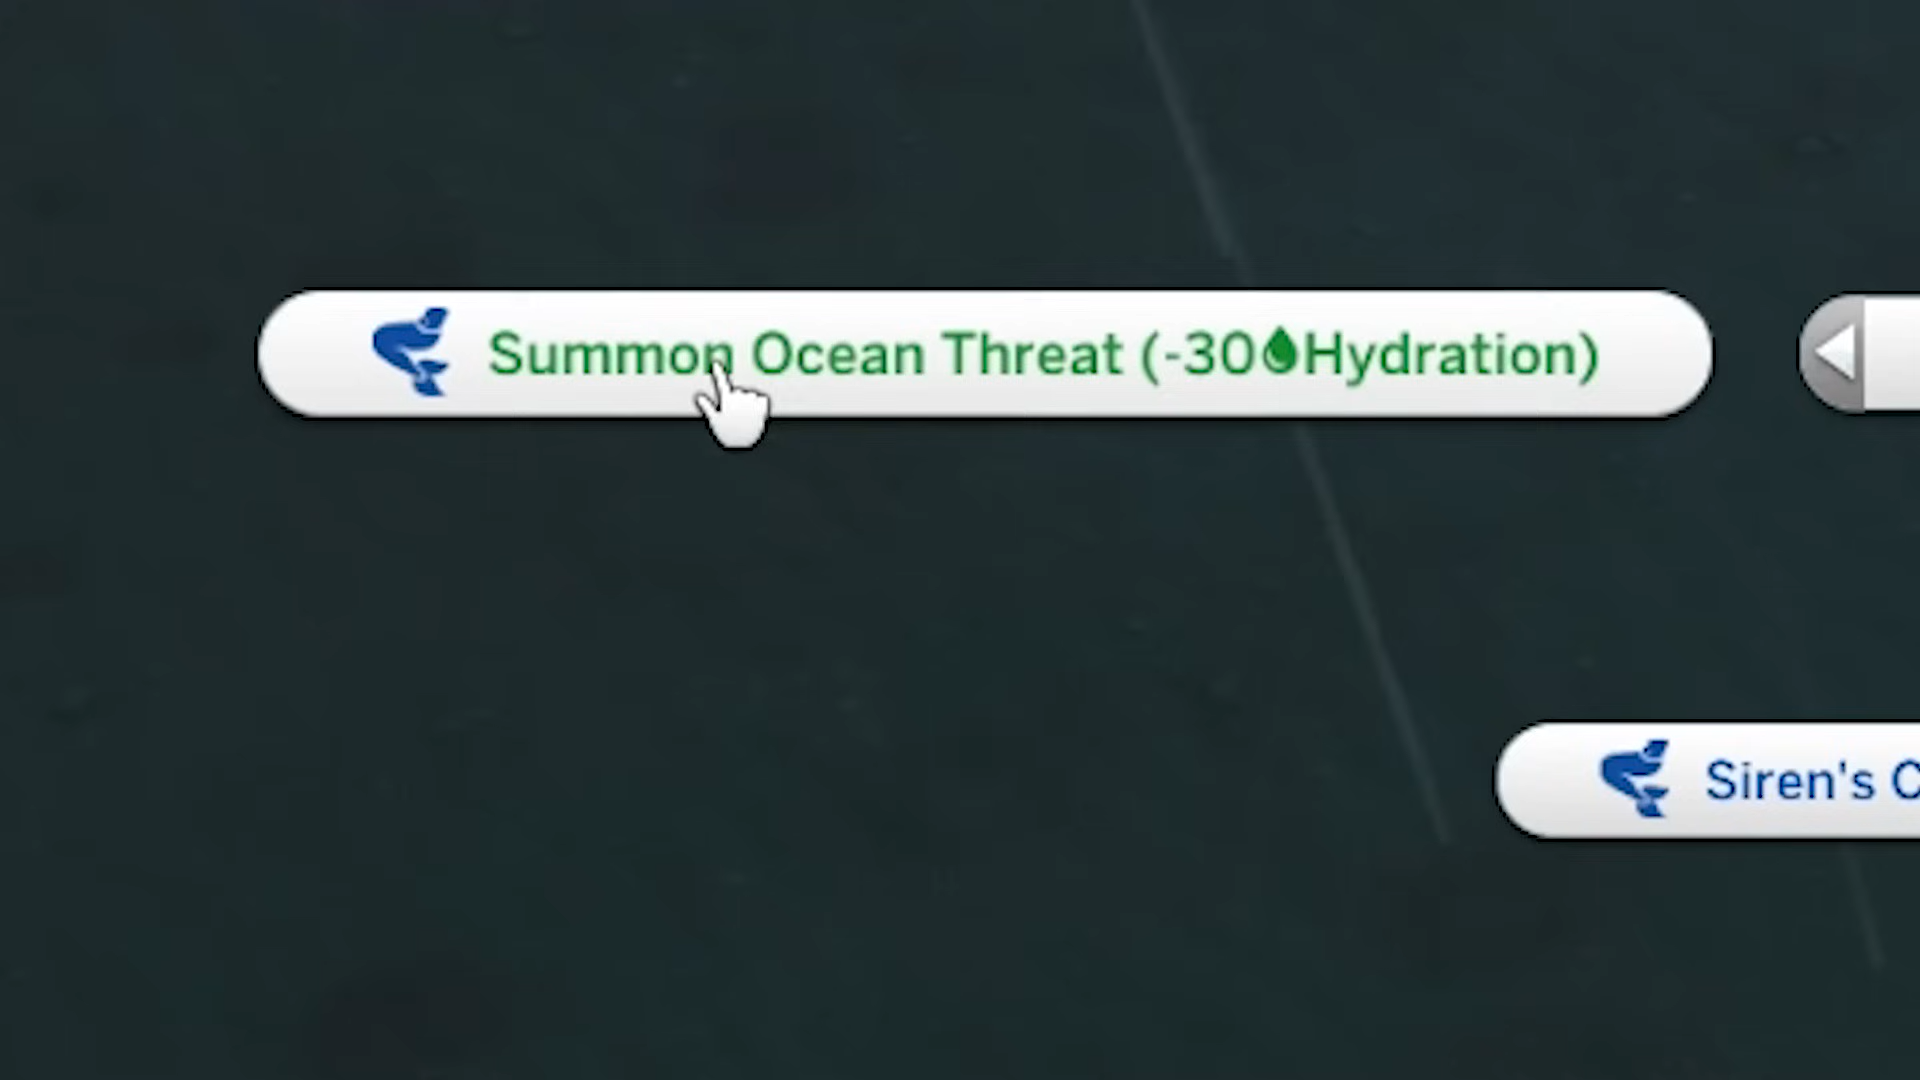 Summon Ocean Threat (-30💧Hydration)
Siren's